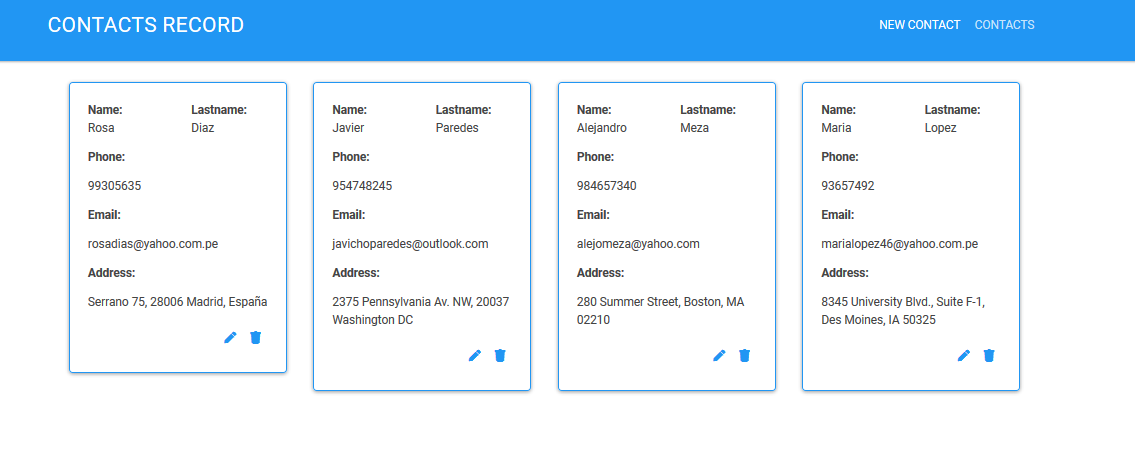 CONTACTS RECORD
NEW CONTACT CONTACTS
Name: Lastname:
Rosa Diaz
Phone:
99305635
Email:
rosadias@yahoo.com.pe
Address:
Serrano 75, 28006 Madrid, España
Name: Lastname:
Javier Paredes
Phone:
954748245
Email:
javichoparedes@outlook.com
Address:
2375 Pennsylvania Av. NW, 20037
Washington DC
Name: Lastname:
Alejandro Meza
Phone:
984657340
Email:
alejomeza@yahoo.com
Address:
280 Summer Street, Boston, MA
02210
Name: Lastname:
Maria Lopez
Phone:
93657492
Email:
marialopez46@yahoo.com.pe
Address:
8345 University Blvd., Suite F-1,
Des Moines, IA 50325